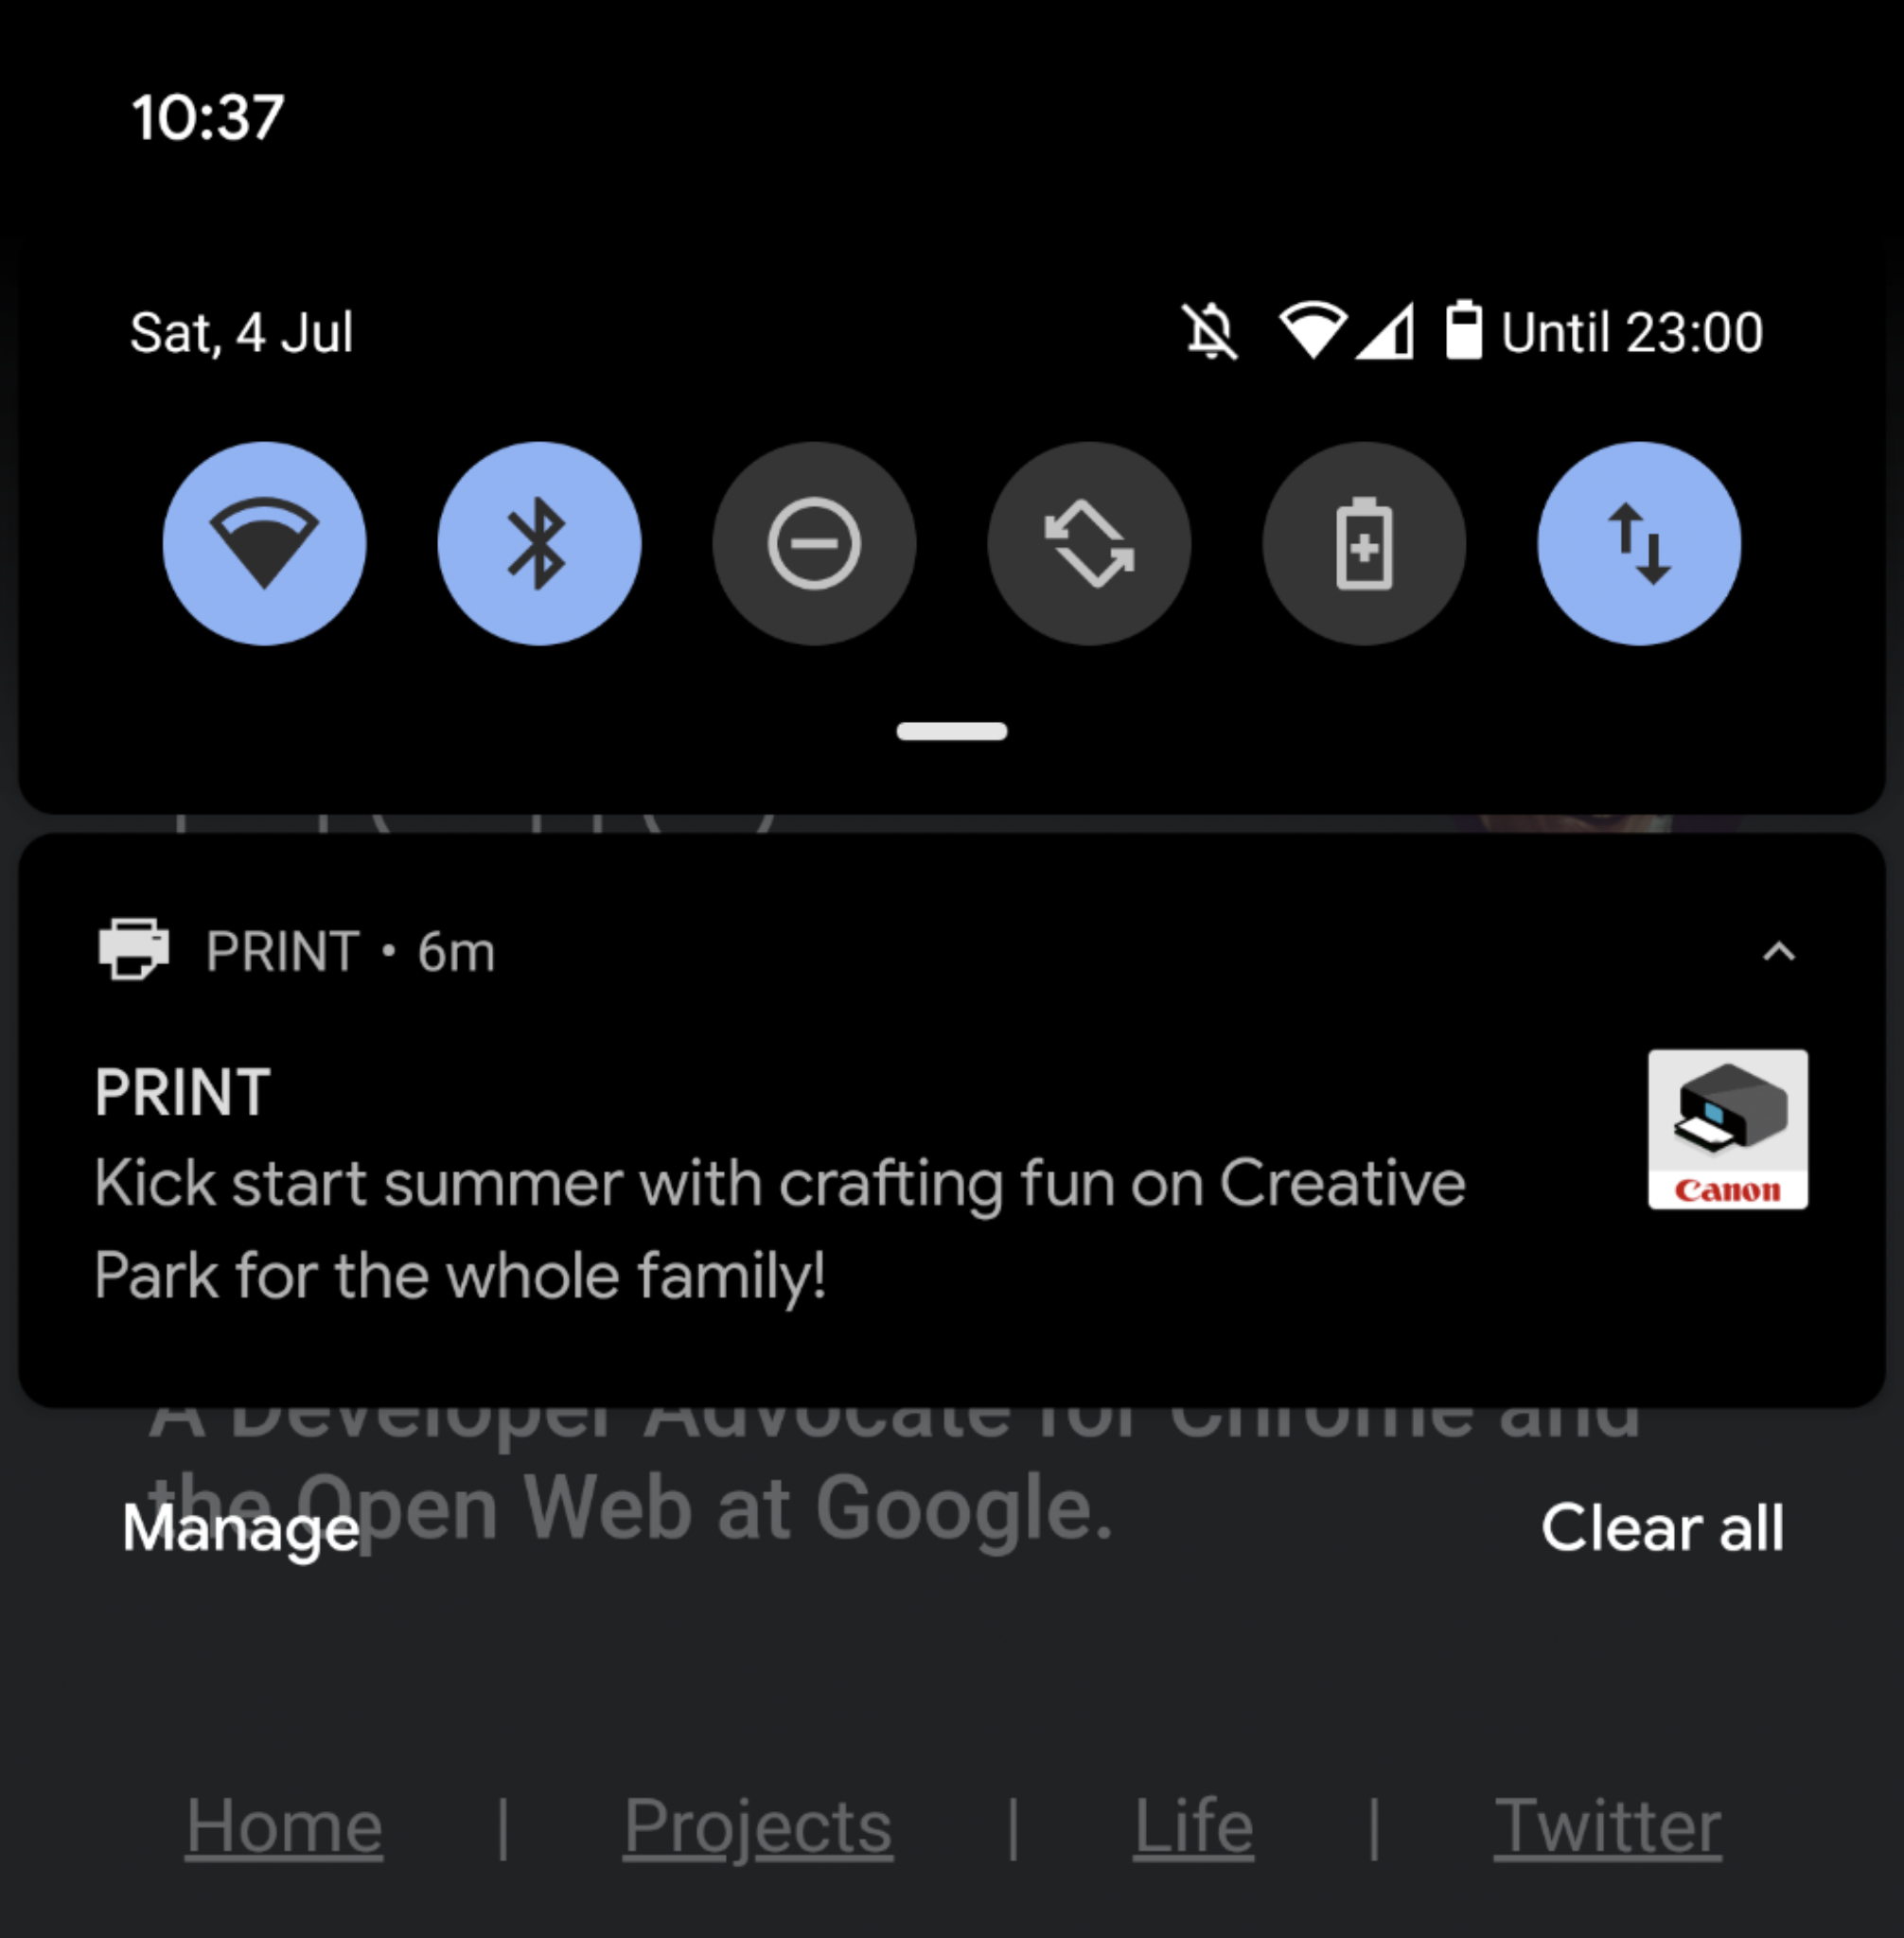 10:37
Sat, 4 Jul
Until 23:00
PRINT • 6m
PRINT
Kick start summer with crafting fun on Creative
Park for the whole family!
Canon
A Developer Advocate for Chrome and
the Open Web at Google.
Manage
Clear all
Home | Projects | Life | Twitter